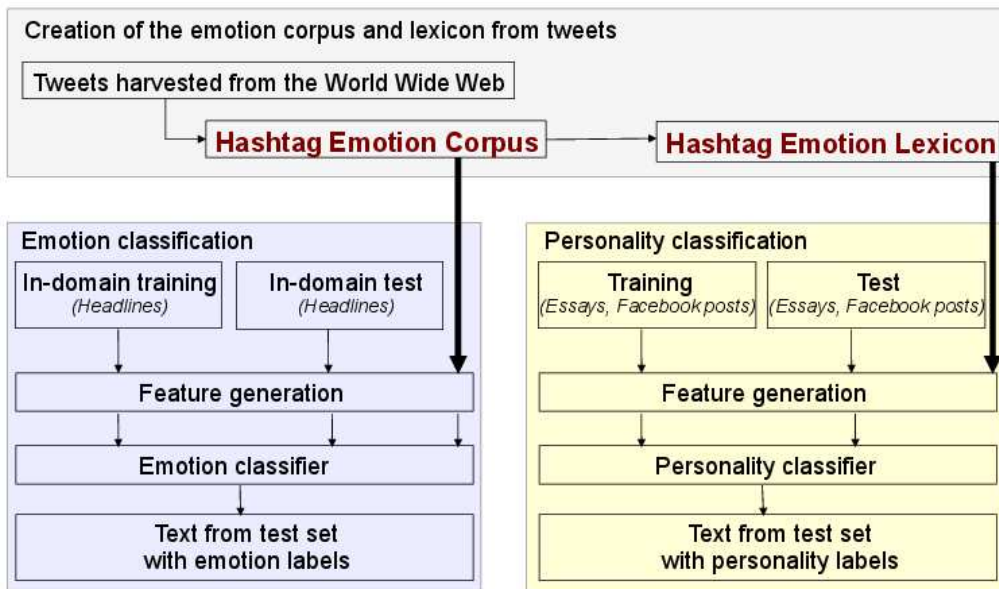 Creation of the emotion corpus and lexicon from tweets
Tweets harvested from the World Wide Web
Hashtag Emotion Corpus
Hashtag Emotion Lexicon
Emotion classification
In-domain training
(Headlines)
In-domain test
(Headlines)
Feature generation
Emotion classifier
Text from test set
with emotion labels
Personality classification
Training
(Essays, Facebook posts)
Test
(Essays, Facebook posts)
Feature generation
Personality classifier
Text from test set
with personality labels